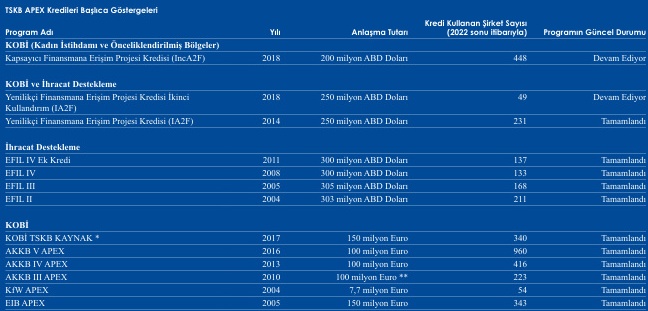 TSKB APEX Kredileri Başlıca Göstergeleri
Program Adı Yılı Anlaşma Tutarı Kredi Kullanan Şirket Sayısı (2022 sonu itibarıyla) Programın Güncel Durumu
KOBİ (Kadın İstihdamı ve Önceliklendirilmiş Bölgeler)
Kapsayıcı Finansmana Erişim Projesi Kredisi (IncA2F) 2018 200 milyon ABD Doları 448 Devam Ediyor
KOBİ ve İhracat Destekleme
Yenilikçi Finansmana Erişim Projesi Kredisi İkinci Kullandırım (IA2F) 2018 250 milyon ABD Doları 49 Devam Ediyor
Yenilikçi Finansmana Erişim Projesi Kredisi (IA2F) 2014 250 milyon ABD Doları 231 Tamamlandı
İhracat Destekleme
EFIL IV Ek Kredi 2011 300 milyon ABD Doları 137 Tamamlandı
EFIL IV 2008 300 milyon ABD Doları 133 Tamamlandı
EFIL III 2005 305 milyon ABD Doları 168 Tamamlandı
EFIL II 2004 303 milyon ABD Doları 211 Tamamlandı
KOBİ
KOBİ TSKB KAYNAK * 2017 150 milyon Euro 340 Tamamlandı
AKKB V APEX 2016 100 milyon Euro 960 Tamamlandı
AKKB IV APEX 2013 100 milyon Euro 416 Tamamlandı
AKKB III APEX 2010 100 milyon Euro ** 223 Tamamlandı
KfW APEX 2004 7,7 milyon Euro 54 Tamamlandı
EIB APEX 2005 150 milyon Euro 343 Tamamlandı